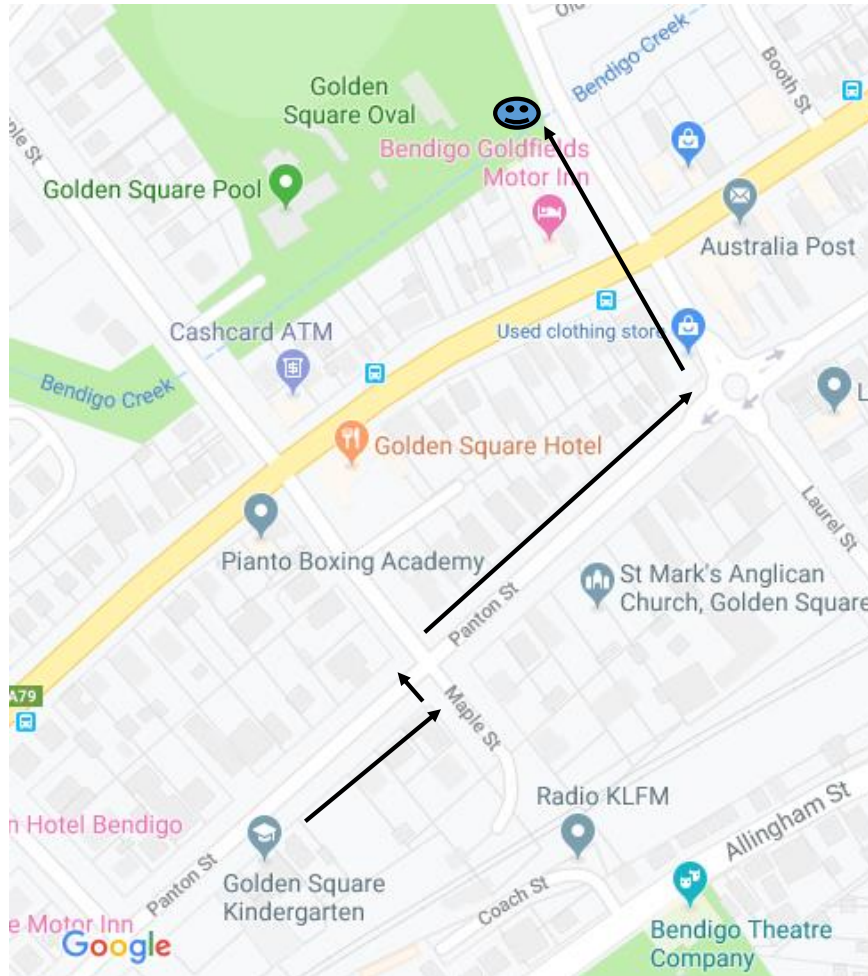 Old
Bendigo Creek
Booth St
Golden
Square Oval
ple St
Bendigo Goldfields
Motor Inn
Golden Square Pool
Australia Post
Cashcard ATM
Used clothing store
Bendigo Creek
L
Golden Square Hotel
Laurel St
Pianto Boxing Academy
St Mark's Anglican
Church, Golden Square
Panton St
A79
Maple St
Radio KLFM
n Hotel Bendigo
Allingham St
Golden Square
Kindergarten
Panton St
Coach St
e Motor Inn
Google
Bendigo Theatre
Company